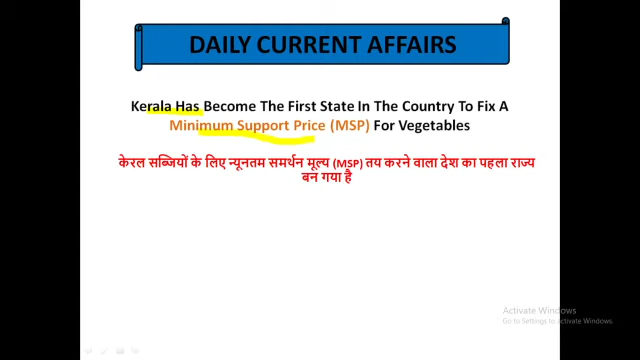 DAILY CURRENT AFFAIRS
Kerala Has Become The First State In The Country To Fix A
Minimum Support Price (MSP) For Vegetables
केरल सब्जियों के लिए न्यूनतम समर्थन मूल्य (MSP) तय करने वाला देश का पहला राज्य
बन गया है
Activate Windows
Go to Settings to activate Windows.